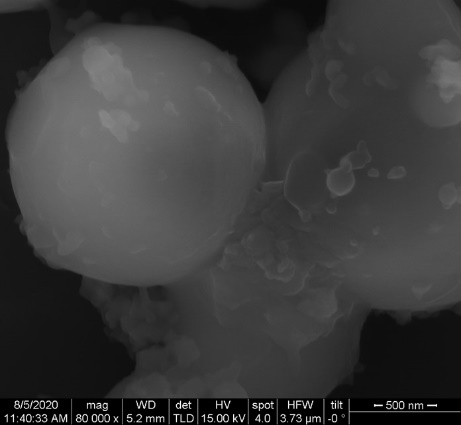 8/5/2020 mag WD det HV spot HFW tilt ─ 500 nm ─
11:40:33 AM 80 000 x 5.2 mm TLD 15.00 kV 4.0 3.73 µm -0 °